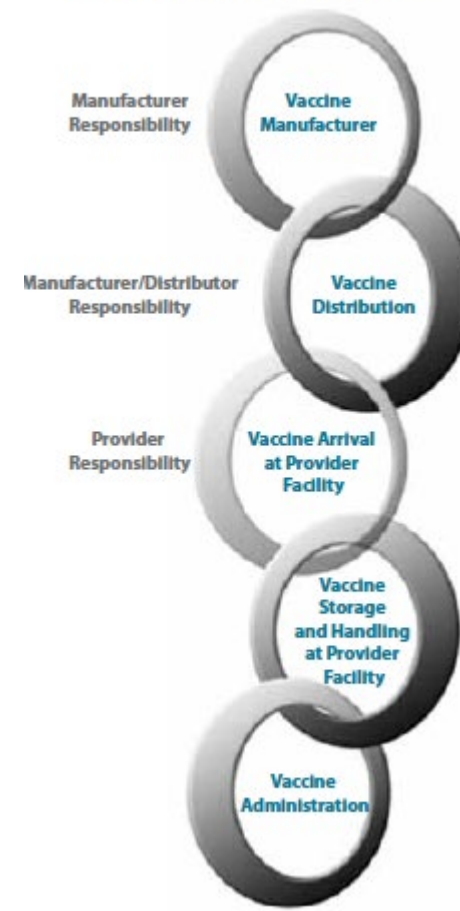 Manufacturer
Responsibility
Vaccine
Manufacturer
Manufacturer/Distributor
Responsibility
Vaccine
Distribution
Provider
Responsibility
Vaccine Arrival
at Provider
Facility
Vaccine
Storage
and Handling
at Provider
Facility
Vaccine
Administration